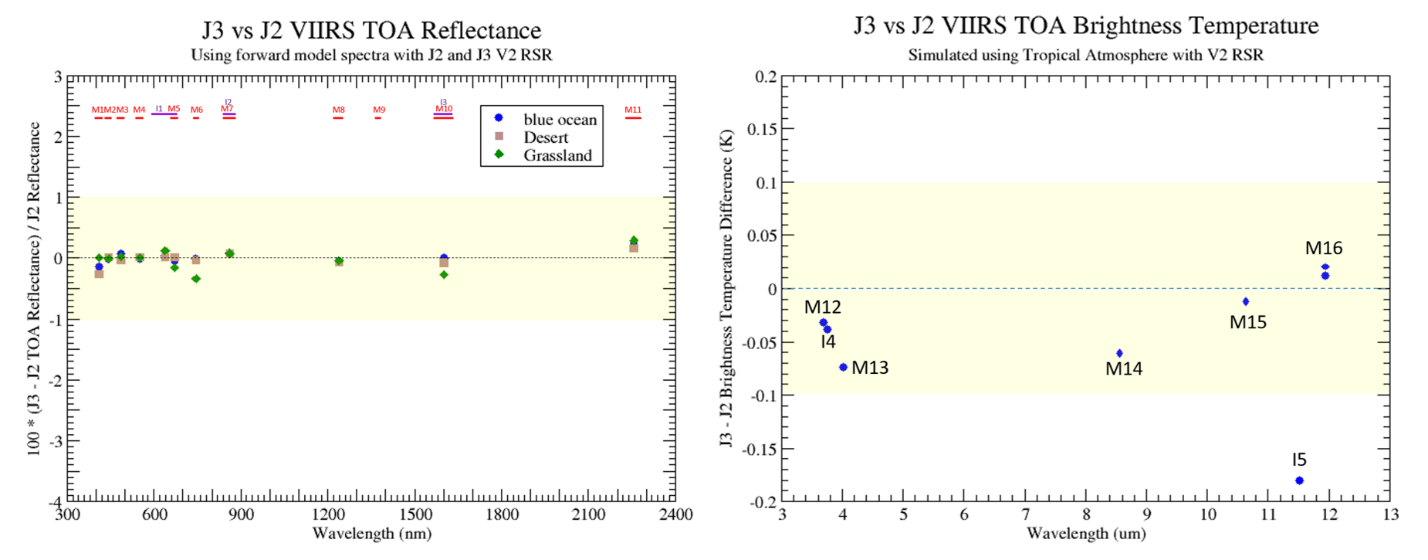 J3 vs J2 VIIRS TOA Reflectance
Using forward model spectra with J2 and J3 V2 RSR
100 * (J3 - J2 TOA Reflectance) / J2 Reflectance
3
2
1
0
-1
-2
-3
-4
M1 M2 M3 M4 I1 M5 M6 I2 M7 M8 M9 I3 M10 M11
blue ocean
Desert
Grassland
300 600 900 1200 1500 1800 2100 2400
Wavelength (nm)
J3 vs J2 VIIRS TOA Brightness Temperature
Simulated using Tropical Atmosphere with V2 RSR
J3 - J2 Brightness Temperature Difference (K)
0.2
0.15
0.1
0.05
0
-0.05
-0.1
-0.15
-0.2
M16
M12
M15
I4
M13
M14
I5
3 4 5 6 7 8 9 10 11 12 13
Wavelength (um)